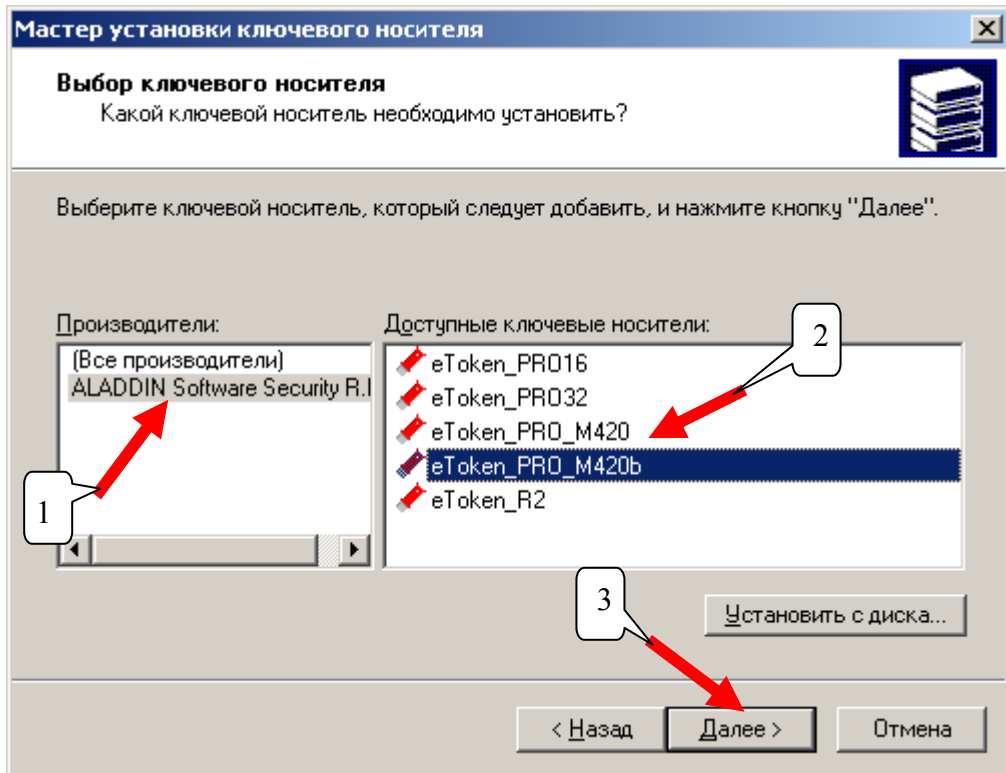 Мастер установки ключевого носителя
Выбор ключевого носителя
Какой ключевой носитель необходимо установить?
Выберите ключевой носитель, который следует добавить, и нажмите кнопку "Далее".
Производители:
(Все производители)
ALADDIN Software Security R.I
Доступные ключевые носители:
eToken_PRO16
eToken_PRO32
eToken_PRO_M420
eToken_PRO_M420b
eToken_R2
1
2
3
Установить с диска...
< Назад
Далее >
Отмена